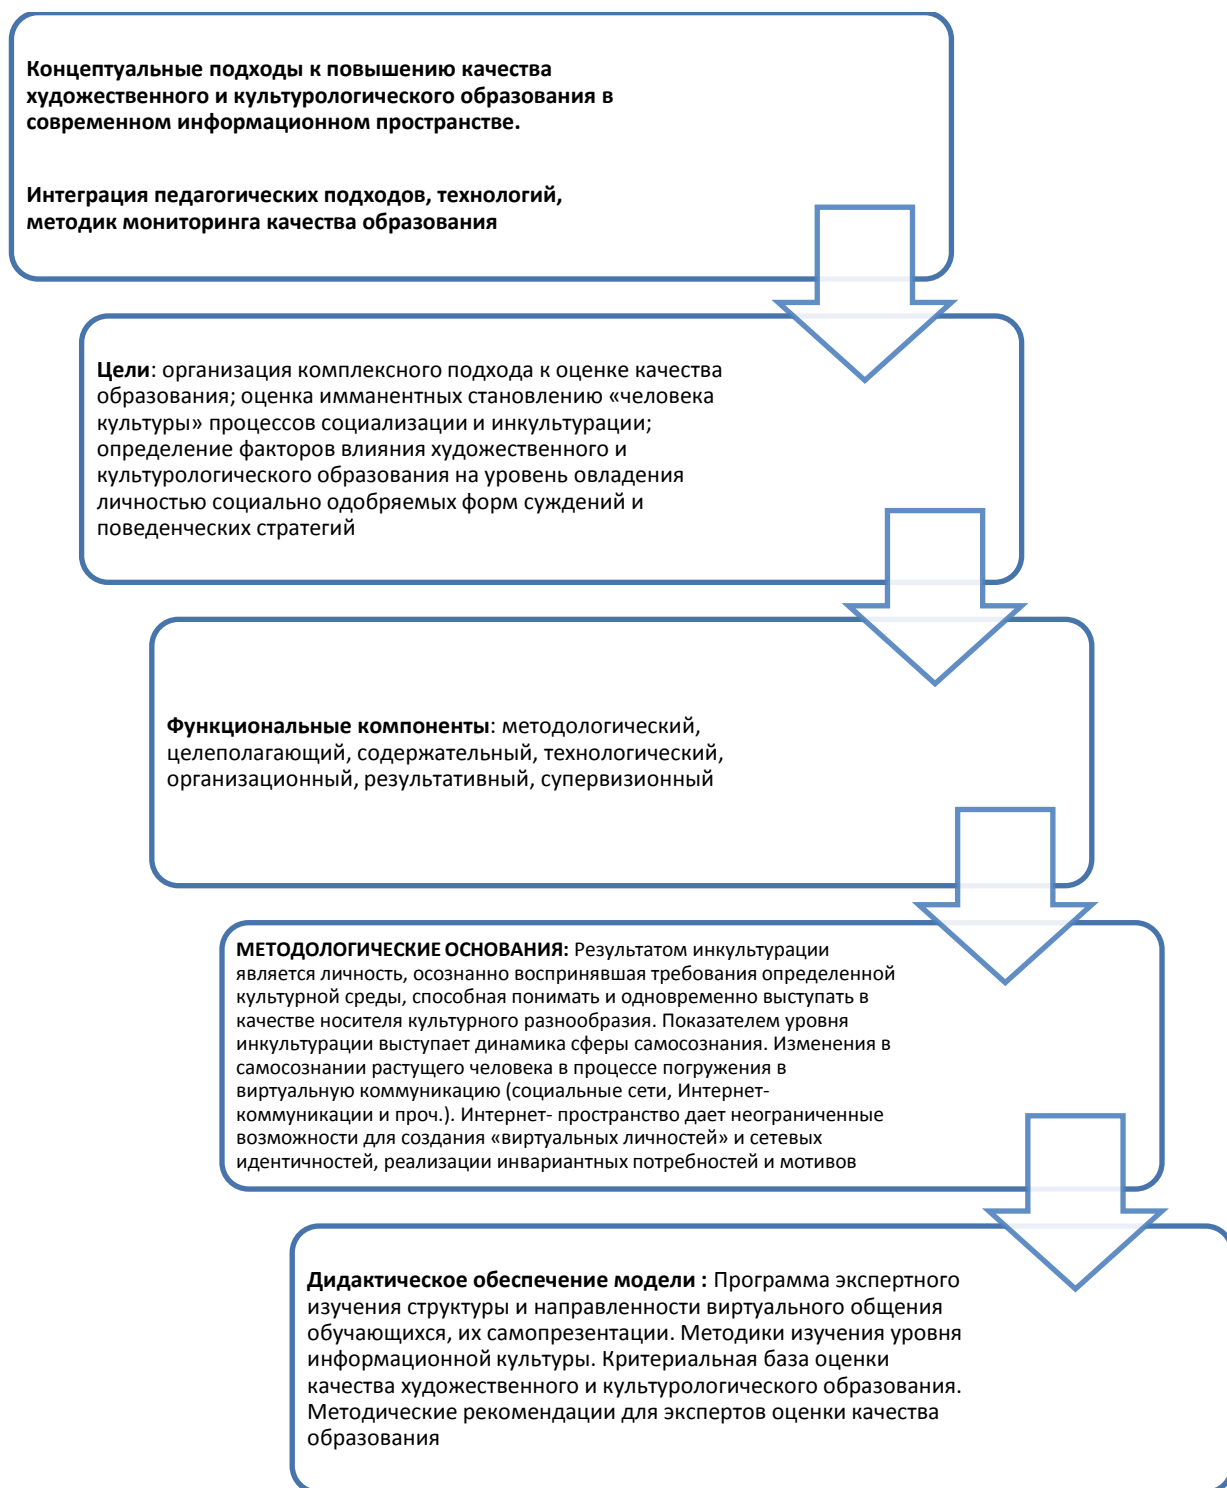 Концептуальные подходы к повышению качества
художественного и культурологического образования в
современном информационном пространстве.
Интеграция педагогических подходов, технологий,
методик мониторинга качества образования
Цели: организация комплексного подхода к оценке качества
образования; оценка имманентных становлению «человека
культуры» процессов социализации и инкультурации;
определение факторов влияния художественного и
культурологического образования на уровень овладения
личностью социально одобряемых форм суждений и
поведенческих стратегий
Функциональные компоненты: методологический,
целеполагающий, содержательный, технологический,
организационный, результативный, супервизионный
МЕТОДОЛОГИЧЕСКИЕ ОСНОВАНИЯ: Результатом инкультурации
является личность, осознанно воспринявшая требования определенной
культурной среды, способная понимать и одновременно выступать в
качестве носителя культурного разнообразия. Показателем уровня
инкультурации выступает динамика сферы самосознания. Изменения в
самосознании растущего человека в процессе погружения в
виртуальную коммуникацию (социальные сети, Интернет-
коммуникации и проч.). Интернет- пространство дает неограниченные
возможности для создания «виртуальных личностей» и сетевых
идентичностей, реализации инвариантных потребностей и мотивов
Дидактическое обеспечение модели : Программа экспертного
изучения структуры и направленности виртуального общения
обучающихся, их самопрезентации. Методики изучения уровня
информационной культуры. Критериальная база оценки
качества художественного и культурологического образования.
Методические рекомендации для экспертов оценки качества
образования